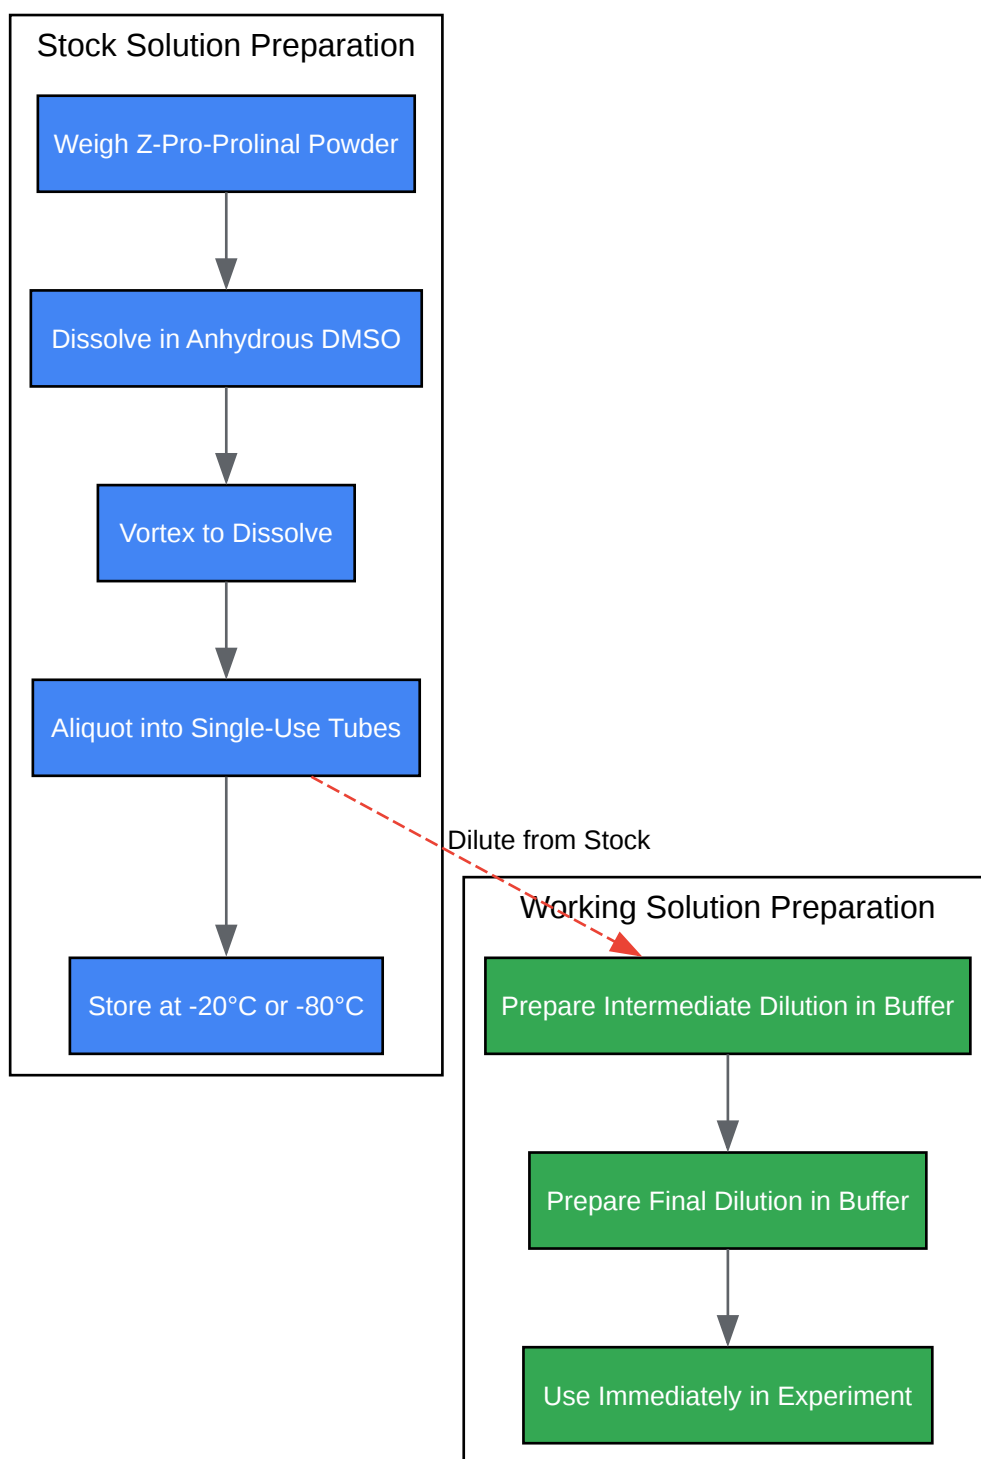 Stock Solution Preparation
Weigh Z-Pro-Prolinal Powder
Dissolve in Anhydrous DMSO
Vortex to Dissolve
Aliquot into Single-Use Tubes
Dilute from Stock
Store at -20°C or -80°C
Working Solution Preparation
Prepare Intermediate Dilution in Buffer
Prepare Final Dilution in Buffer
Use Immediately in Experiment